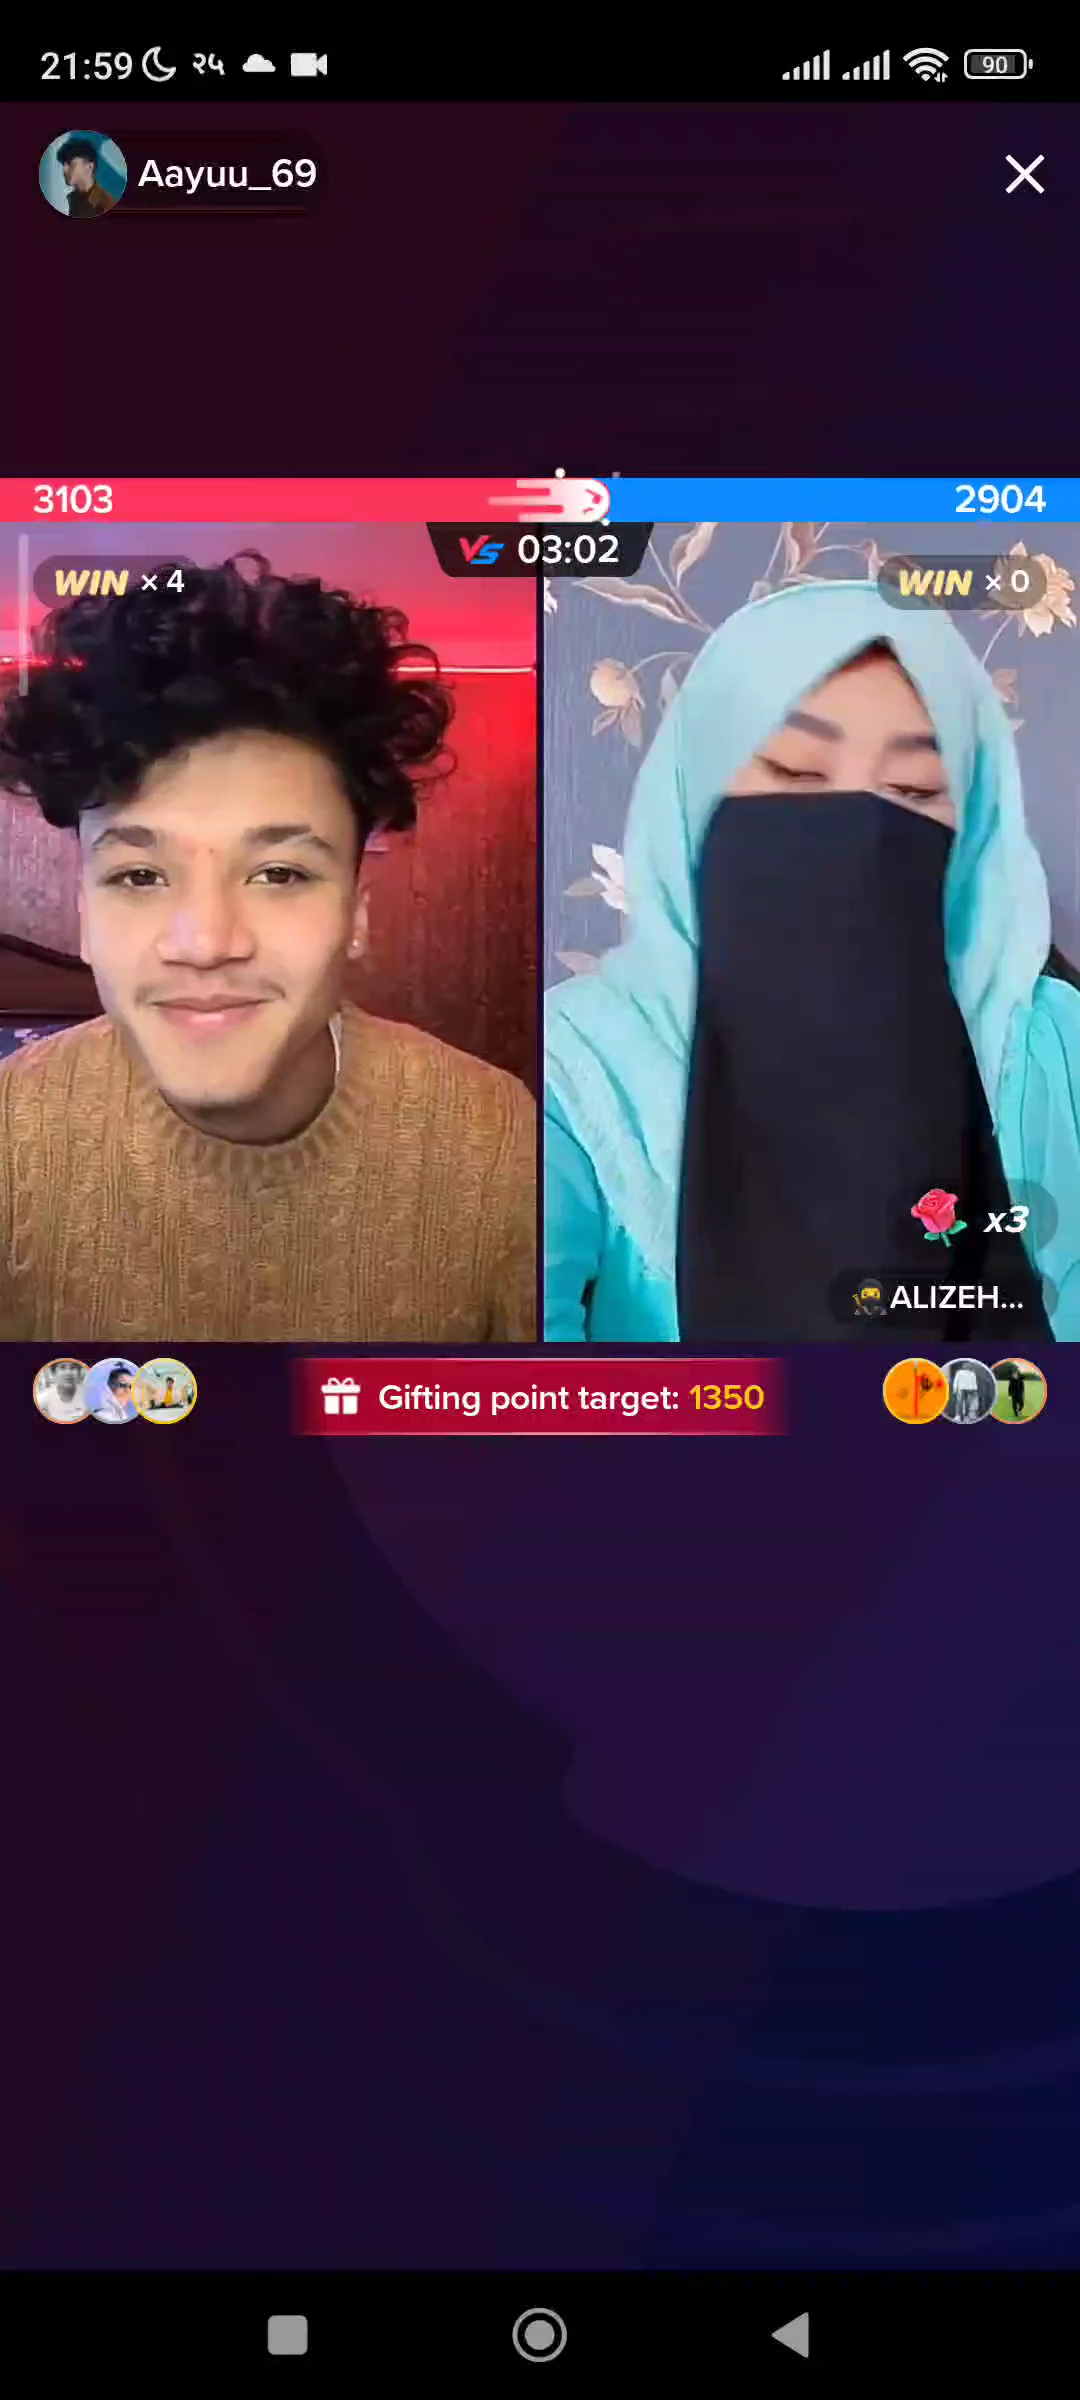 21:59 २५ 90
Aayuu_69
3103 2904
VS 03:02
WIN × 4 WIN × 0
x3
ALIZEH...
Gifting point target: 1350